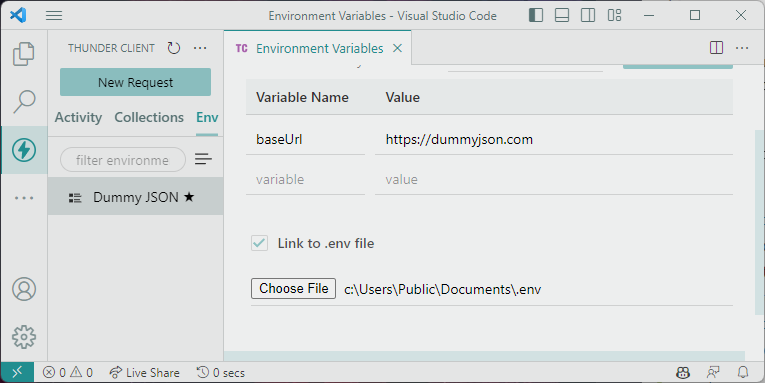 Environment Variables - Visual Studio Code
THUNDER CLIENT
New Request
Activity Collections Env
filter environme
Dummy JSON ★
TC Environment Variables
Variable Name Value
baseUrl https://dummyjson.com
variable value
Link to .env file
Choose File c:\Users\Public\Documents\.env
0 0 Live Share 0 secs